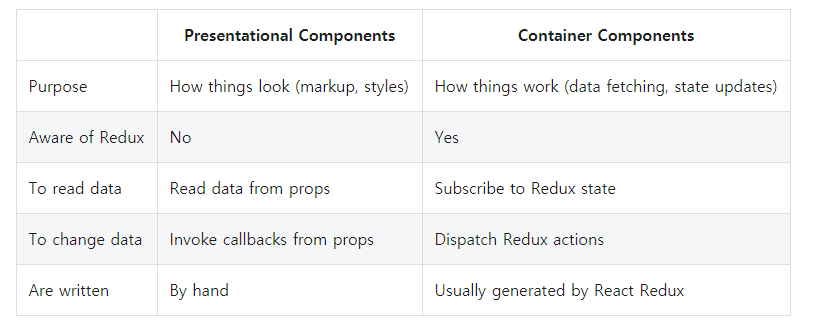 Presentational Components Container Components
Purpose How things look (markup, styles) How things work (data fetching, state updates)
Aware of Redux No Yes
To read data Read data from props Subscribe to Redux state
To change data Invoke callbacks from props Dispatch Redux actions
Are written By hand Usually generated by React Redux